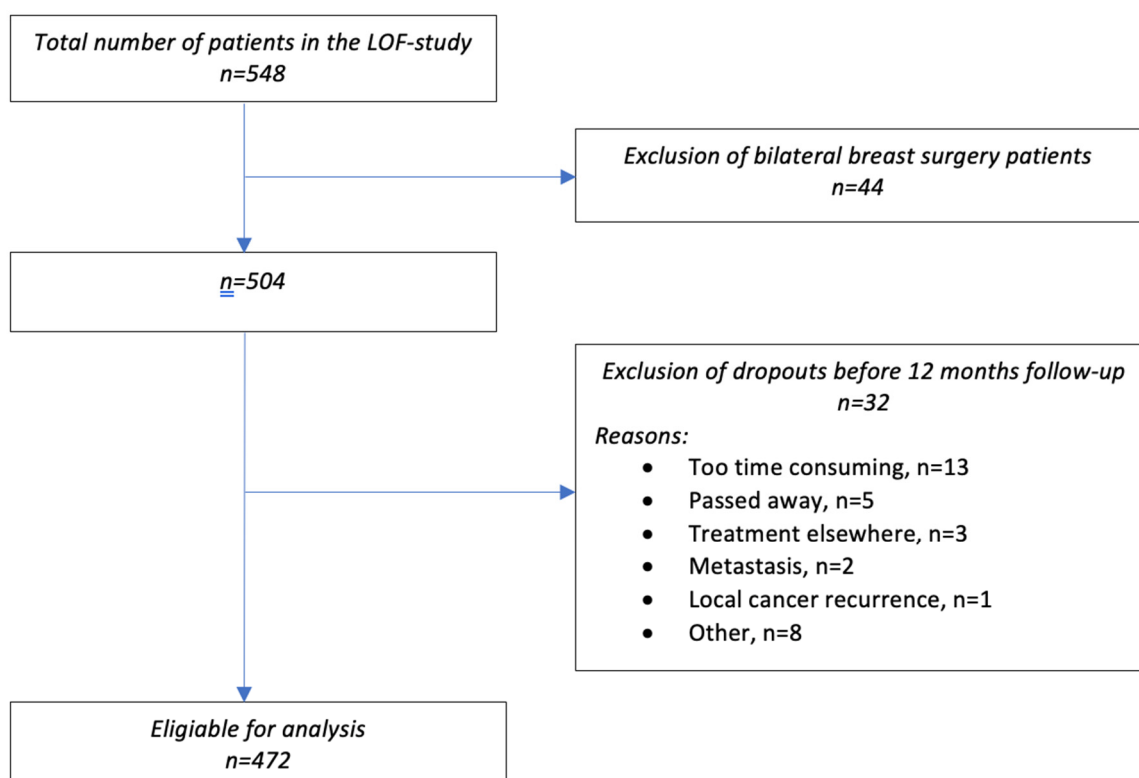 Total number of patients in the LOF-study
n=548
Exclusion of bilateral breast surgery patients
n=44
n=504
Exclusion of dropouts before 12 months follow-up
n=32
Reasons:
• Too time consuming, n=13
• Passed away, n=5
• Treatment elsewhere, n=3
• Metastasis, n=2
• Local cancer recurrence, n=1
• Other, n=8
Eligiable for analysis
n=472